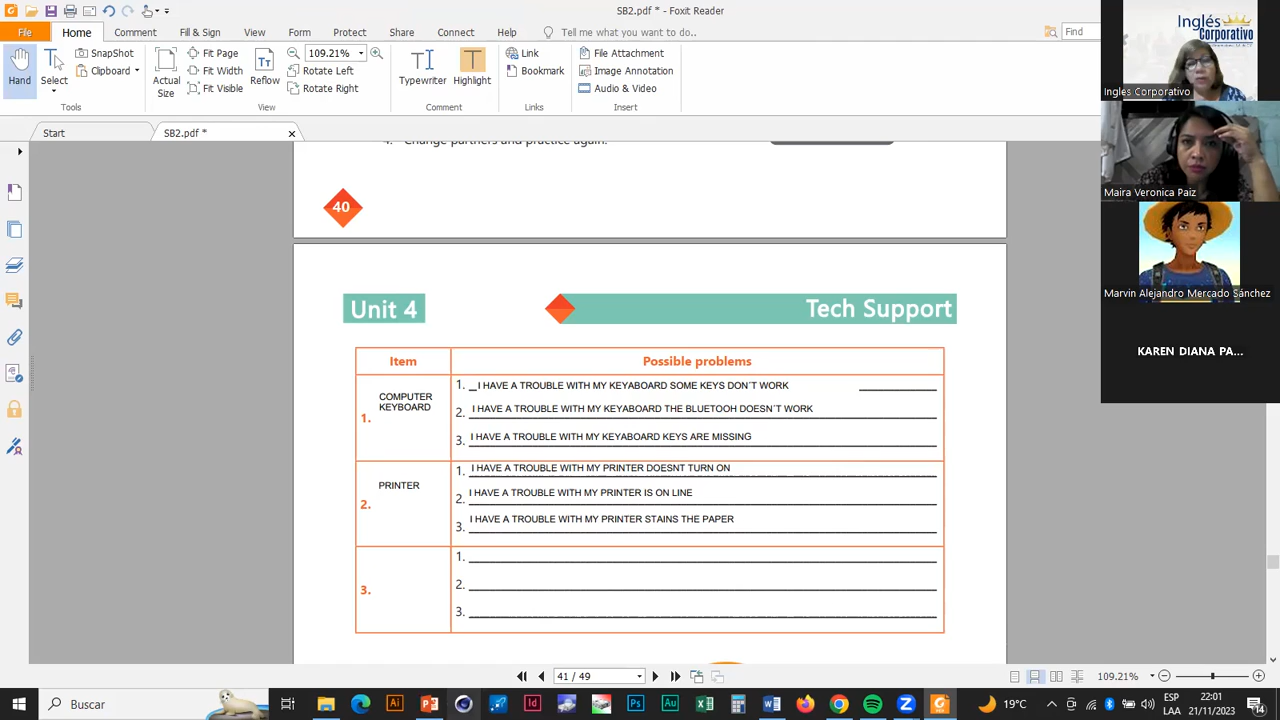 SB2.pdf * - Foxit Reader
File
Home
Comment
View
Form
Protect
Share
Connect
Help
Fill & Sign
Tell me what you want to do..
Find
Hand
Select
SnapShot
Clipboard
Tools
Actual
Size
Fit Page
Fit Width
Fit Visible
Reflow
109.21%
Rotate Left
Rotate Right
View
Typewriter
Highlight
Comment
Link
Bookmark
Links
File Attachment
Image Annotation
Audio & Video
Insert
Start
SB2.pdf *
4. Change partners and practice again.
40
Unit 4
Tech Support
Item
Possible problems
1.
COMPUTER
KEYBOARD
1. _I HAVE A TROUBLE WITH MY KEYABOARD SOME KEYS DON´T WORK
2. I HAVE A TROUBLE WITH MY KEYABOARD THE BLUETOOH DOESN´T WORK
3. I HAVE A TROUBLE WITH MY KEYABOARD KEYS ARE MISSING
2.
PRINTER
1. I HAVE A TROUBLE WITH MY PRINTER DOESNT TURN ON
2. I HAVE A TROUBLE WITH MY PRINTER IS ON LINE
3. I HAVE A TROUBLE WITH MY PRINTER STAINS THE PAPER
3.
1.
2.
3.
41 / 49
109.21%
Inglés
Corporativo
Ingles Corporativo
Maira Veronica Paiz
Marvin Alejandro Mercado Sánchez
KAREN DIANA PA...
Buscar
19°C
ESP
LAA
22:01
21/11/2023
14